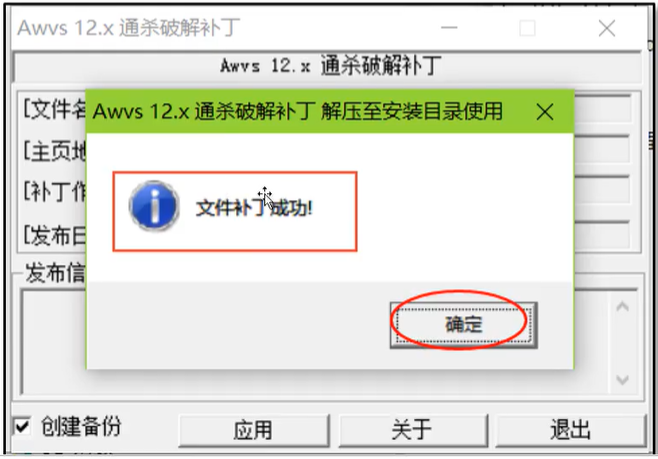 Awvs 12.x 通杀破解补丁
Awvs 12.x 通杀破解补丁
[文件名
Awvs 12.x 通杀破解补丁 解压至安装目录使用
[主页地
[补丁作
文件补丁成功!
[发布日
发布信
确定
创建备份
应用
关于
退出